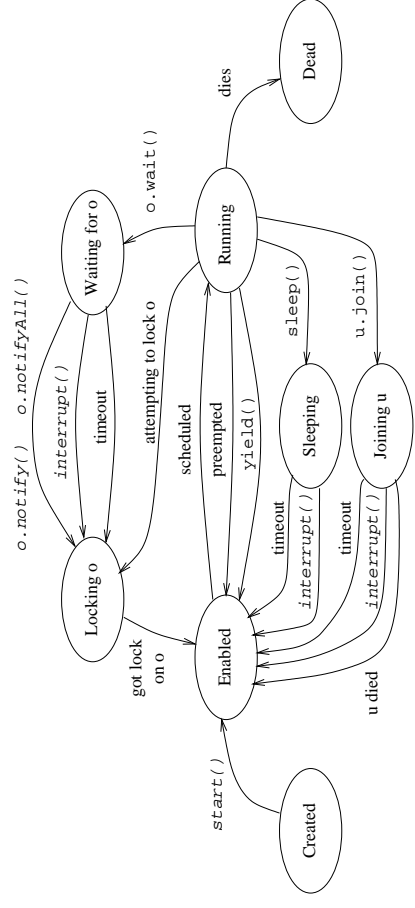 o.notify() o.notifyAll()
interrupt()
timeout
Waiting for o
o.wait()
Locking o
attempting to lock o
got lock
on o
scheduled
preempted
yield()
Enabled
Running
dies
Dead
start()
Created
timeout
interrupt()
Sleeping
sleep()
timeout
interrupt()
u died
Joining u
u.join()